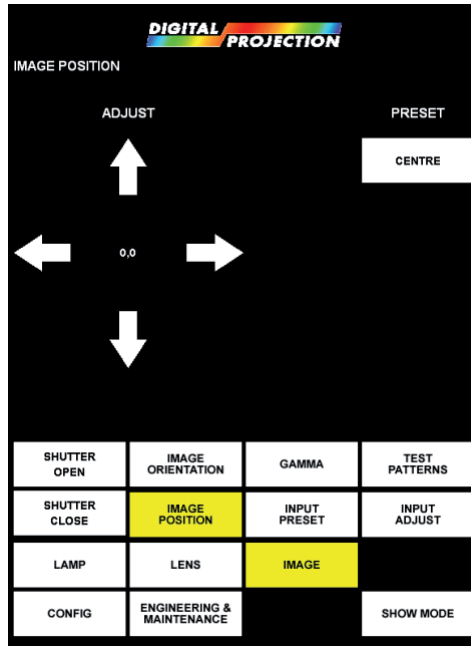 DIGITAL
PROJECTION
IMAGE POSITION
ADJUST
PRESET
CENTRE
0,0
SHUTTER
OPEN
IMAGE
ORIENTATION
GAMMA
TEST
PATTERNS
SHUTTER
CLOSE
IMAGE
POSITION
INPUT
PRESET
INPUT
ADJUST
LAMP
LENS
IMAGE
CONFIG
ENGINEERING &
MAINTENANCE
SHOW MODE